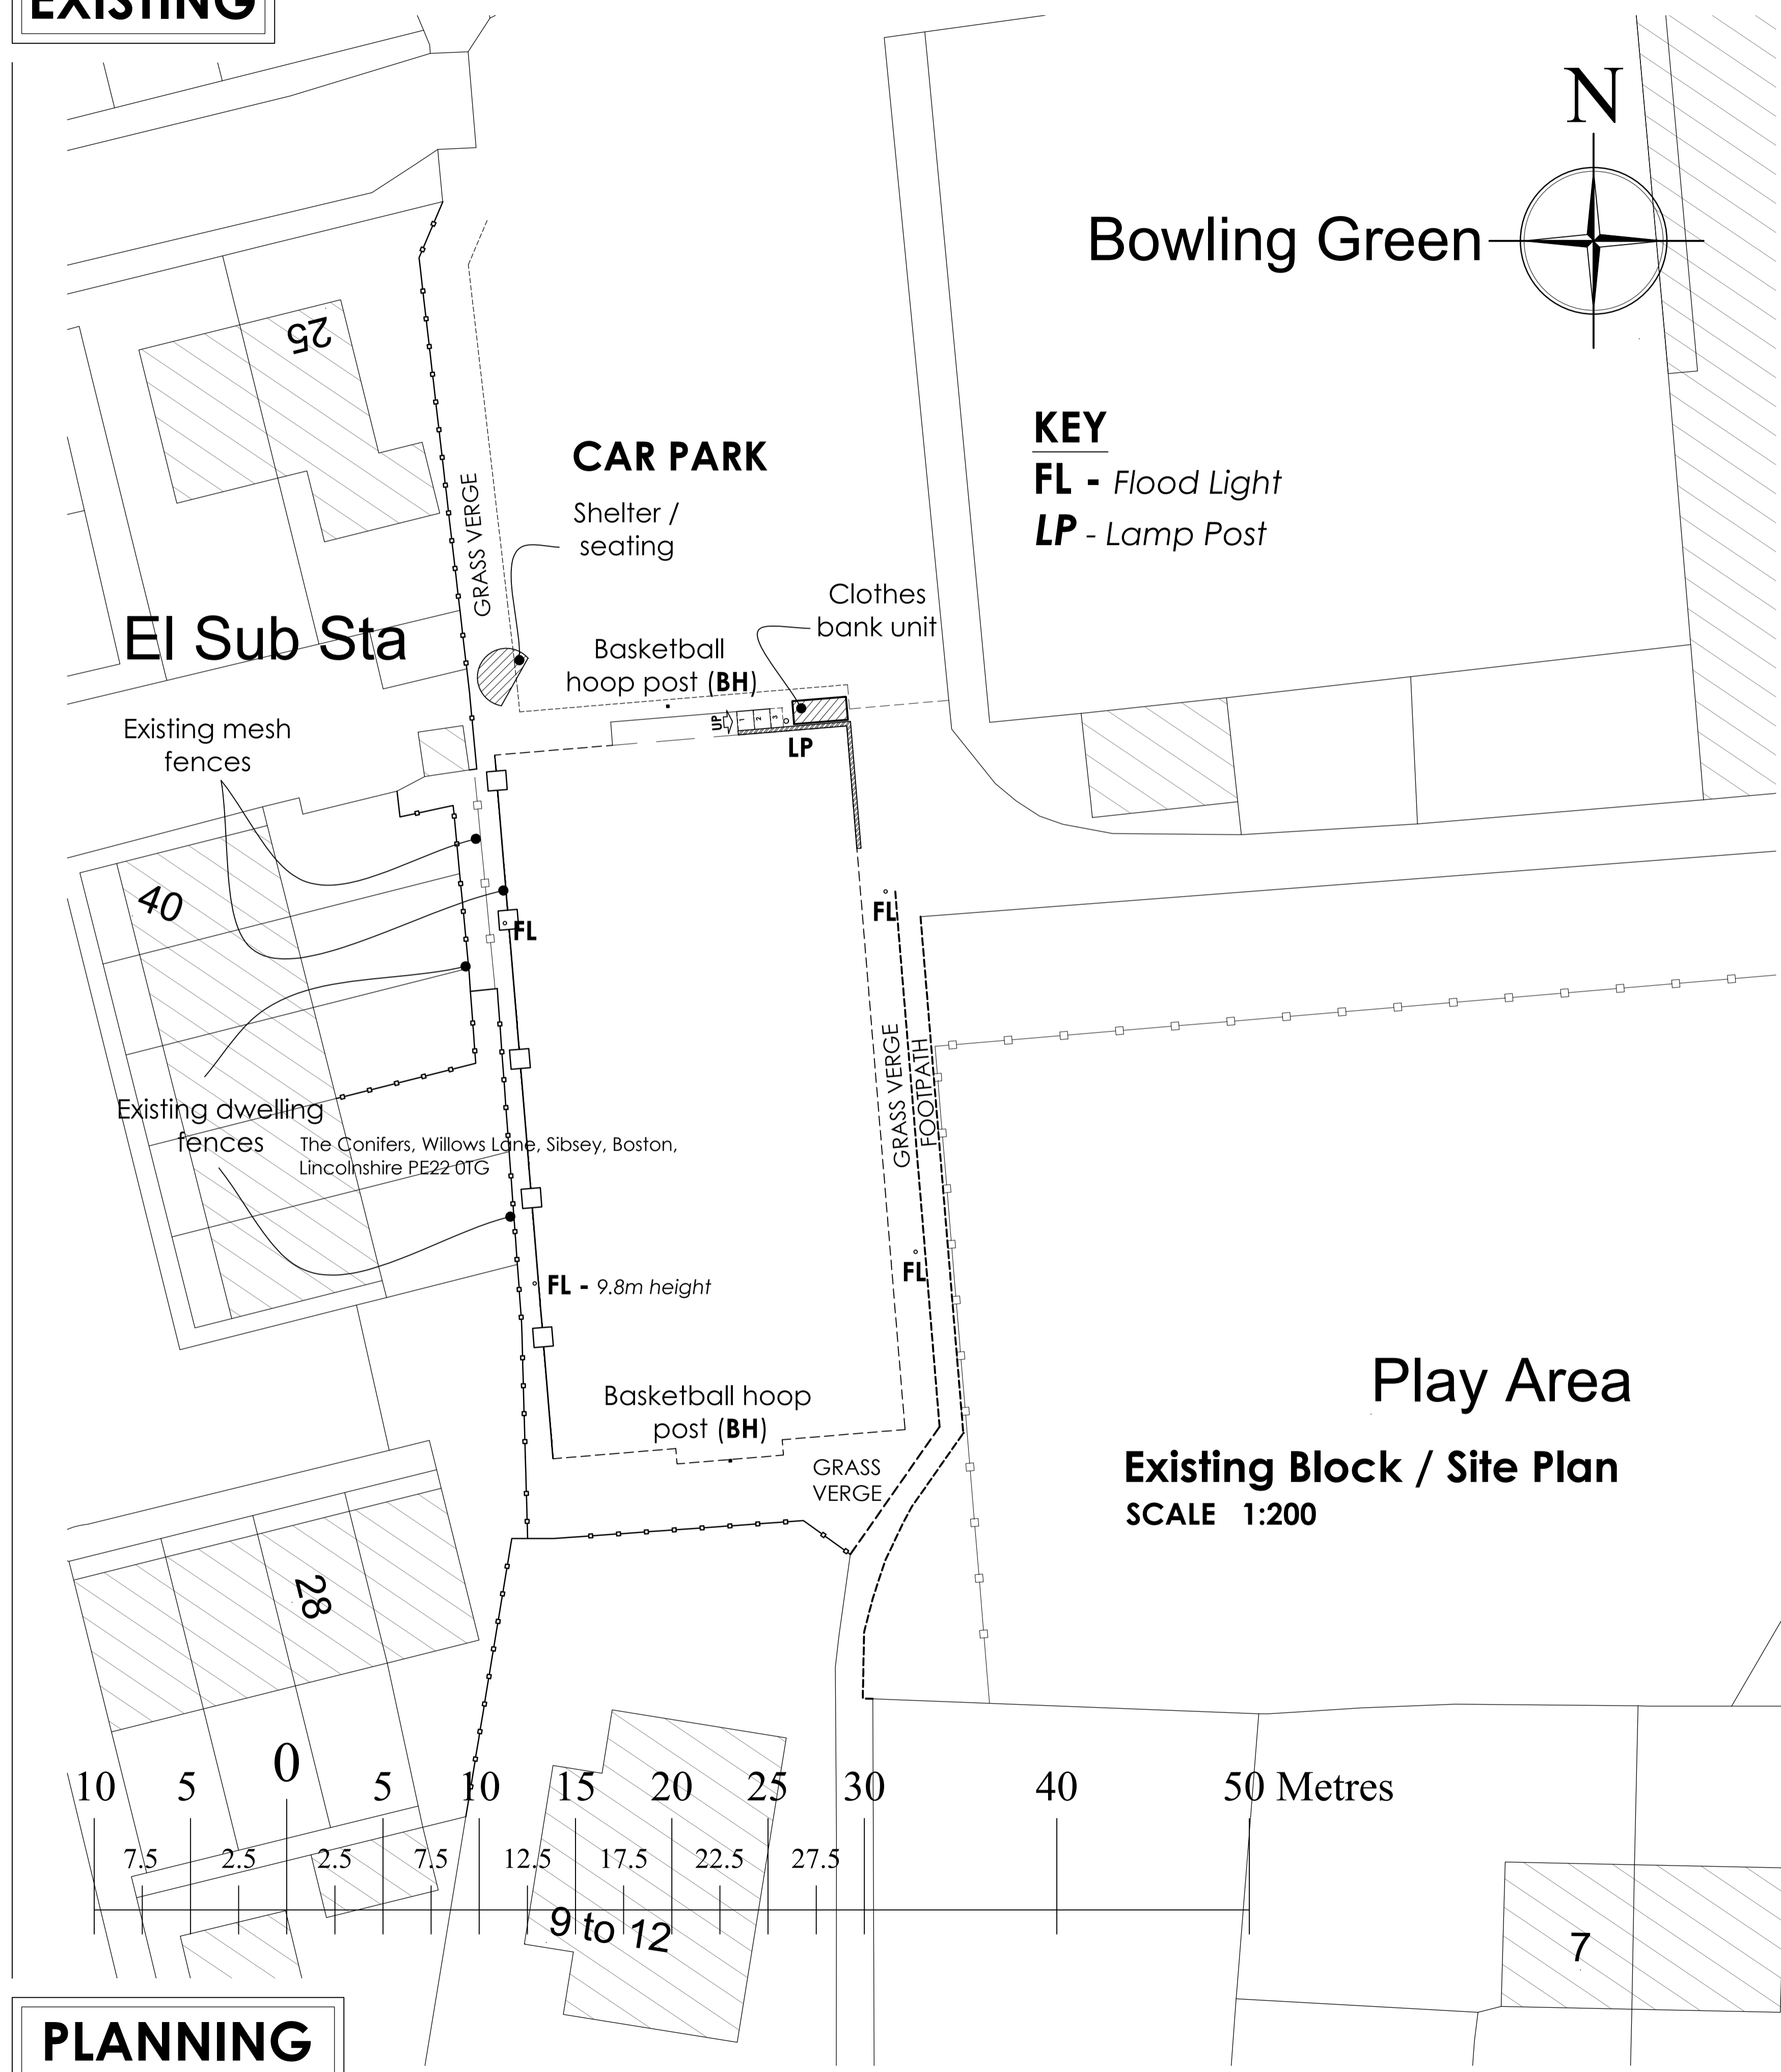 EXISTING
N
Bowling Green
25
KEY
FL - Flood Light
LP - Lamp Post
CAR PARK
Shelter /
seating
GRASS VERGE
Clothes
bank unit
El Sub Sta
Basketball
hoop post (BH)
UP
1
2
3
LP
Existing mesh
fences
40
FL
FL
GRASS VERGE
FOOTPATH
Existing dwelling
fences
The Conifers, Willows Lane, Sibsey, Boston,
Lincolnshire PE22 0TG
FL
FL - 9.8m height
Play Area
Basketball hoop
post (BH)
GRASS
VERGE
Existing Block / Site Plan
SCALE 1:200
28
10 5 0 5 10 15 20 25 30 40 50 Metres
7.5 2.5 2.5 7.5 12.5 17.5 22.5 27.5
9 to 12
7
PLANNING